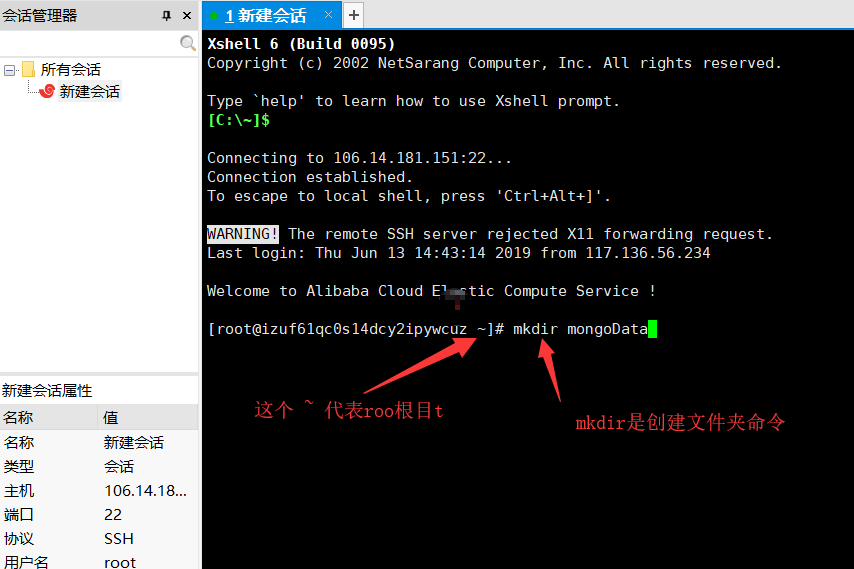 会话管理器
所有会话
新建会话
新建会话属性
名称 值
名称 新建会话
类型 会话
主机 106.14.18...
端口 22
协议 SSH
用户名 root
1 新建会话 × +
Xshell 6 (Build 0095)
Copyright (c) 2002 NetSarang Computer, Inc. All rights reserved.
Type `help' to learn how to use Xshell prompt.
[C:\~]$
Connecting to 106.14.181.151:22...
Connection established.
To escape to local shell, press 'Ctrl+Alt+]'.
WARNING! The remote SSH server rejected X11 forwarding request.
Last login: Thu Jun 13 14:43:14 2019 from 117.136.56.234
Welcome to Alibaba Cloud Elastic Compute Service !
[root@izuf61qc0s14dcy2ipywcuz ~]# mkdir mongoData
这个 ~ 代表roo根目t
mkdir是创建文件夹命令